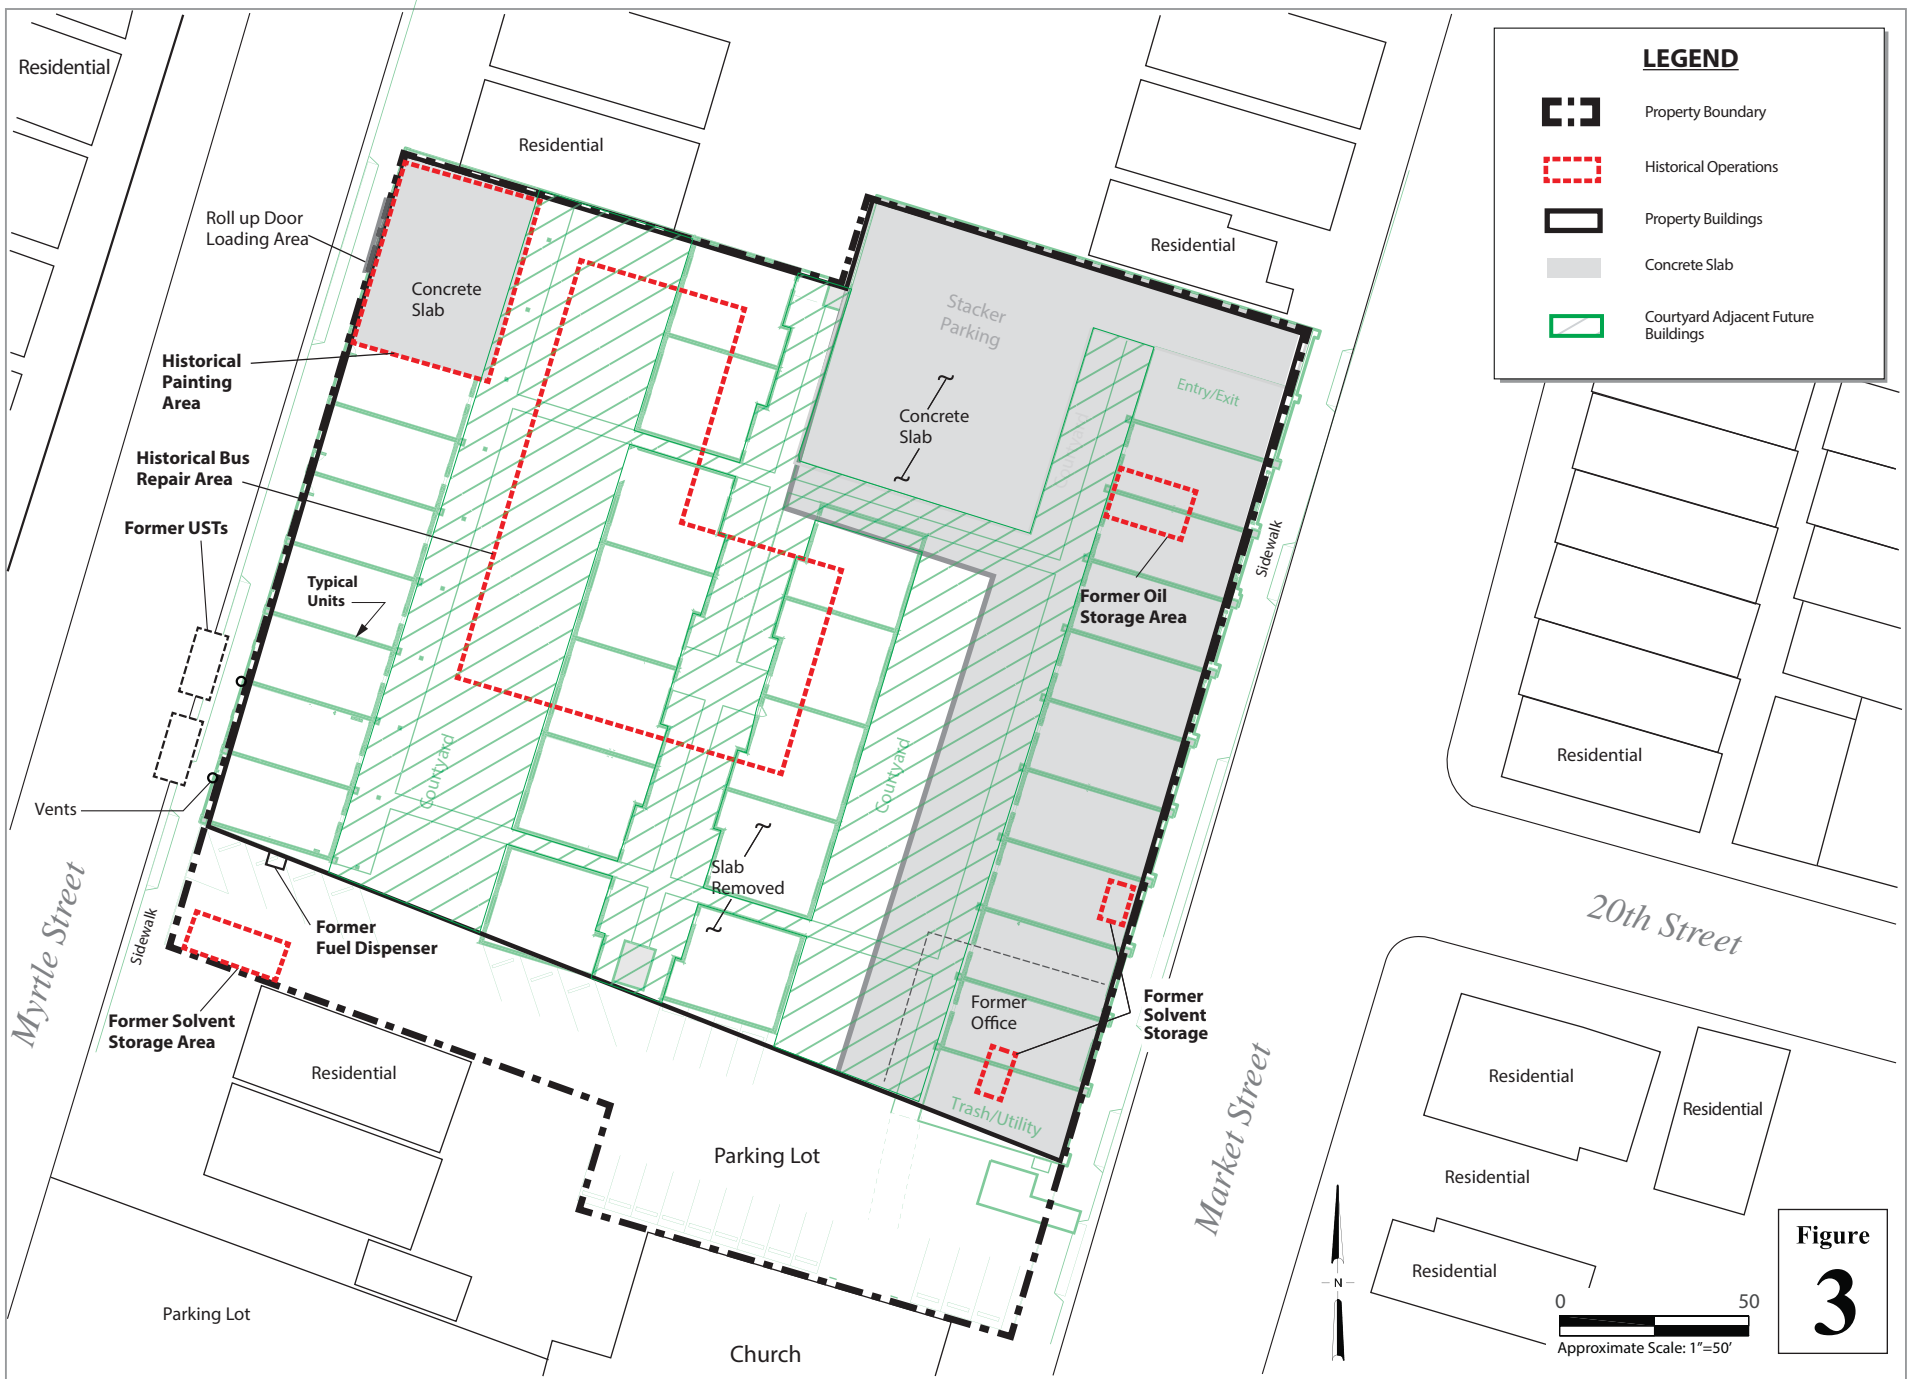 Residential
Residential
Residential
LEGEND
Property Boundary
Historical Operations
Property Buildings
Concrete Slab
Courtyard Adjacent Future
Buildings
Roll up Door
Loading Area
Concrete
Slab
Stacker
Parking
Entry/Exit
Concrete
Slab
Courtyard
Historical
Painting
Area
Historical Bus
Repair Area
Former USTs
Typical
Units
Sidewalk
Former Oil
Storage Area
Courtyard
Courtyard
Vents
Slab
Removed
Residential
20th Street
Myrtle Street
Sidewalk
Former
Fuel Dispenser
Former Solvent
Storage Area
Former
Office
Former
Solvent
Storage
Trash/Utility
Market Street
Residential
Parking Lot
Residential
Residential
Residential
Residential
Parking Lot
Church
N
0 50
Approximate Scale: 1"=50'
Figure
3